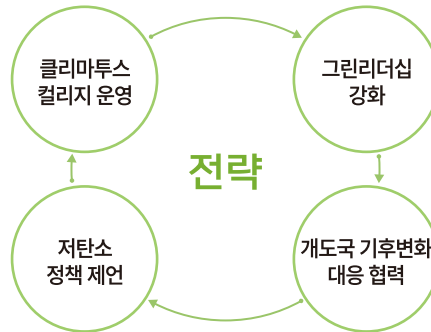 클리마투스
컬리지 운영
그린리더십
강화
전략
저탄소
정책 제언
개도국 기후변화
대응 협력